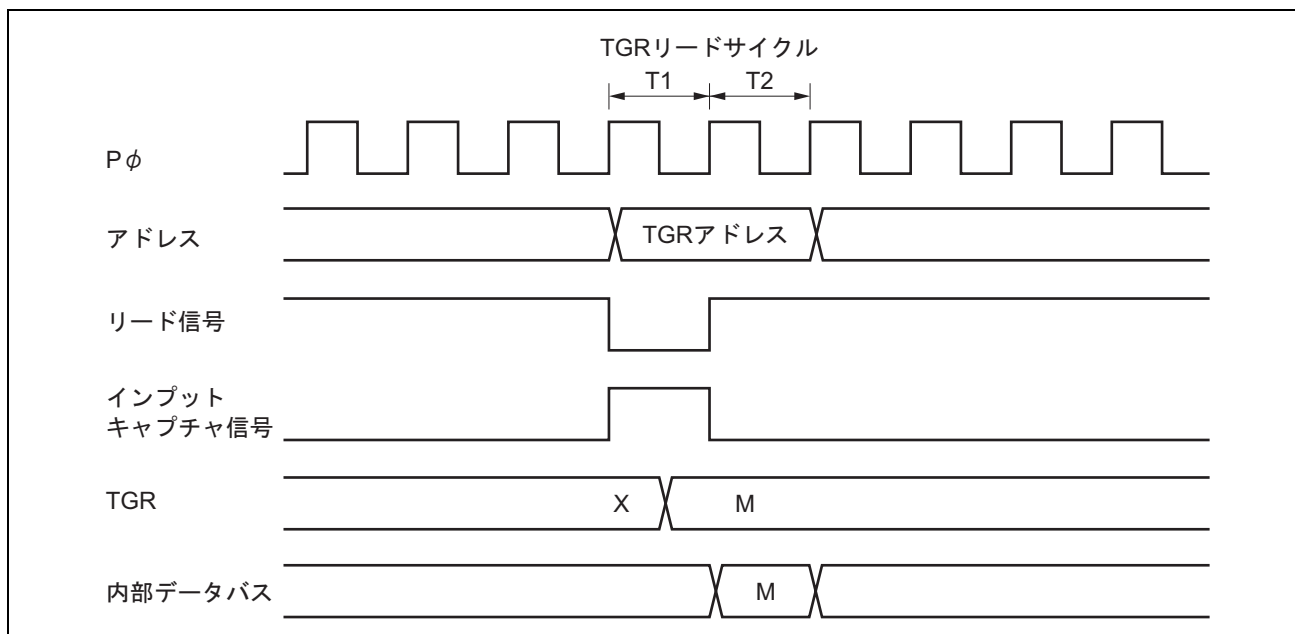 TGRリードサイクル
T1 T2
Pφ
アドレス
TGRアドレス
リード信号
インプット
キャプチャ信号
TGR
X M
内部データバス
M